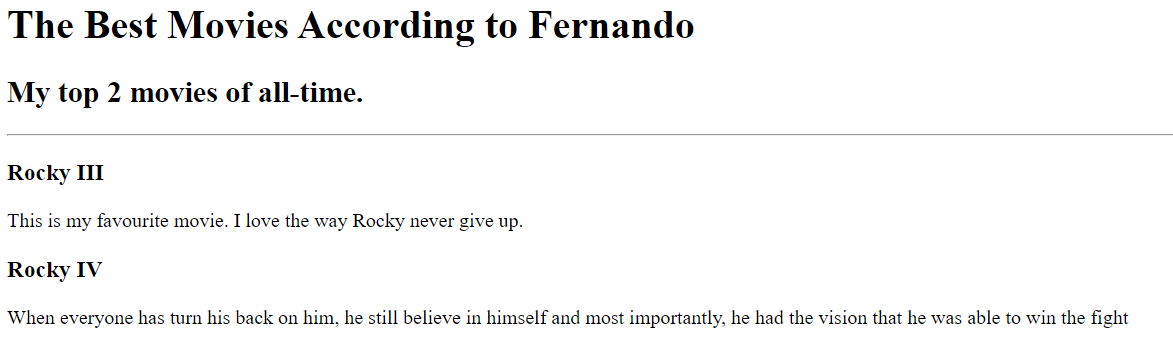 The Best Movies According to Fernando
My top 2 movies of all-time.
Rocky III
This is my favourite movie. I love the way Rocky never give up.
Rocky IV
When everyone has turn his back on him, he still believe in himself and most importantly, he had the vision that he was able to win the fight